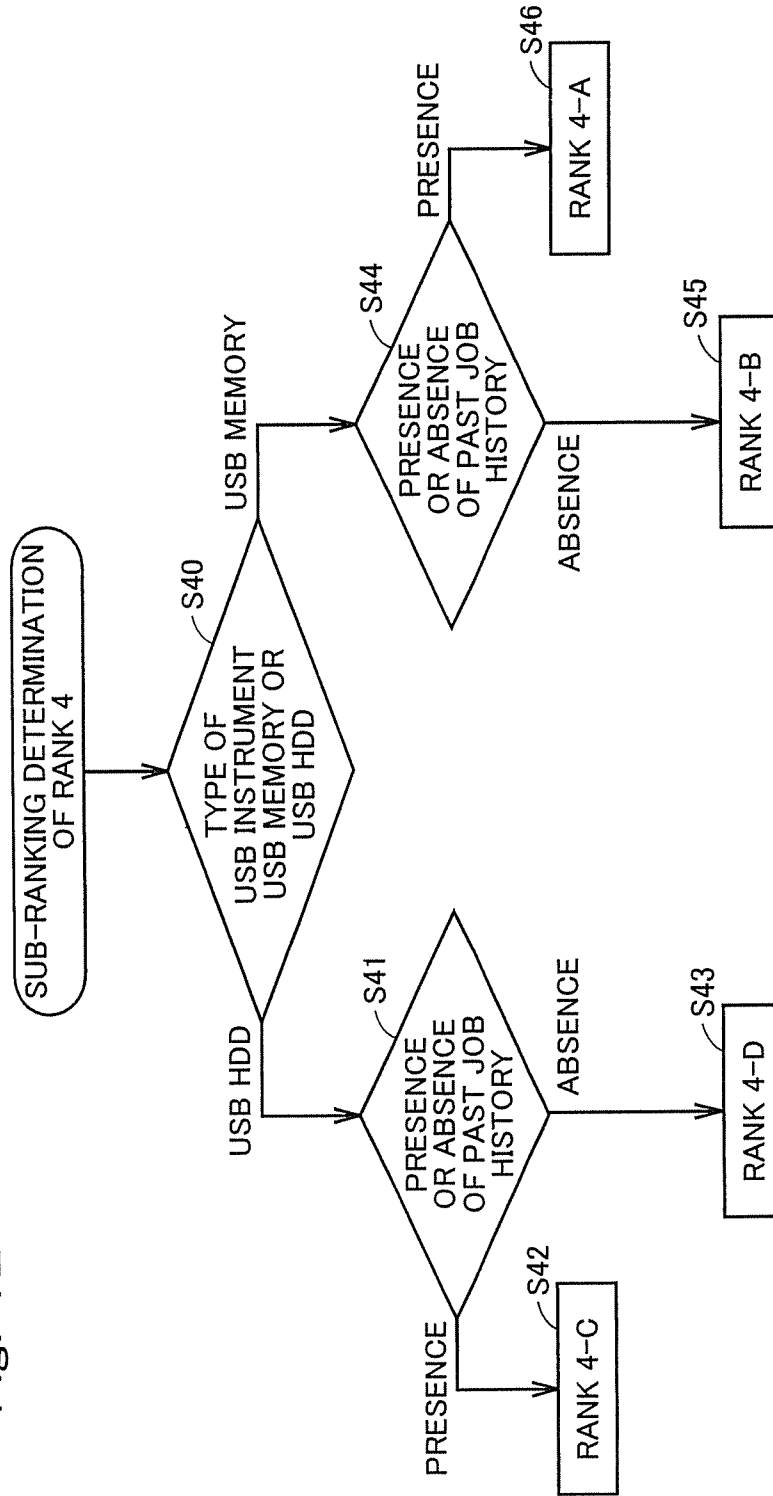 SUB-RANKING DETERMINATION
OF RANK 4
S40
TYPE OF
USB INSTRUMENT
USB MEMORY OR
USB HDD
USB HDD
USB MEMORY
S41
PRESENCE
OR ABSENCE
OF PAST JOB
HISTORY
PRESENCE
ABSENCE
S42
RANK 4-C
S43
RANK 4-D
S44
PRESENCE
OR ABSENCE
OF PAST JOB
HISTORY
PRESENCE
ABSENCE
S45
RANK 4-B
S46
RANK 4-A